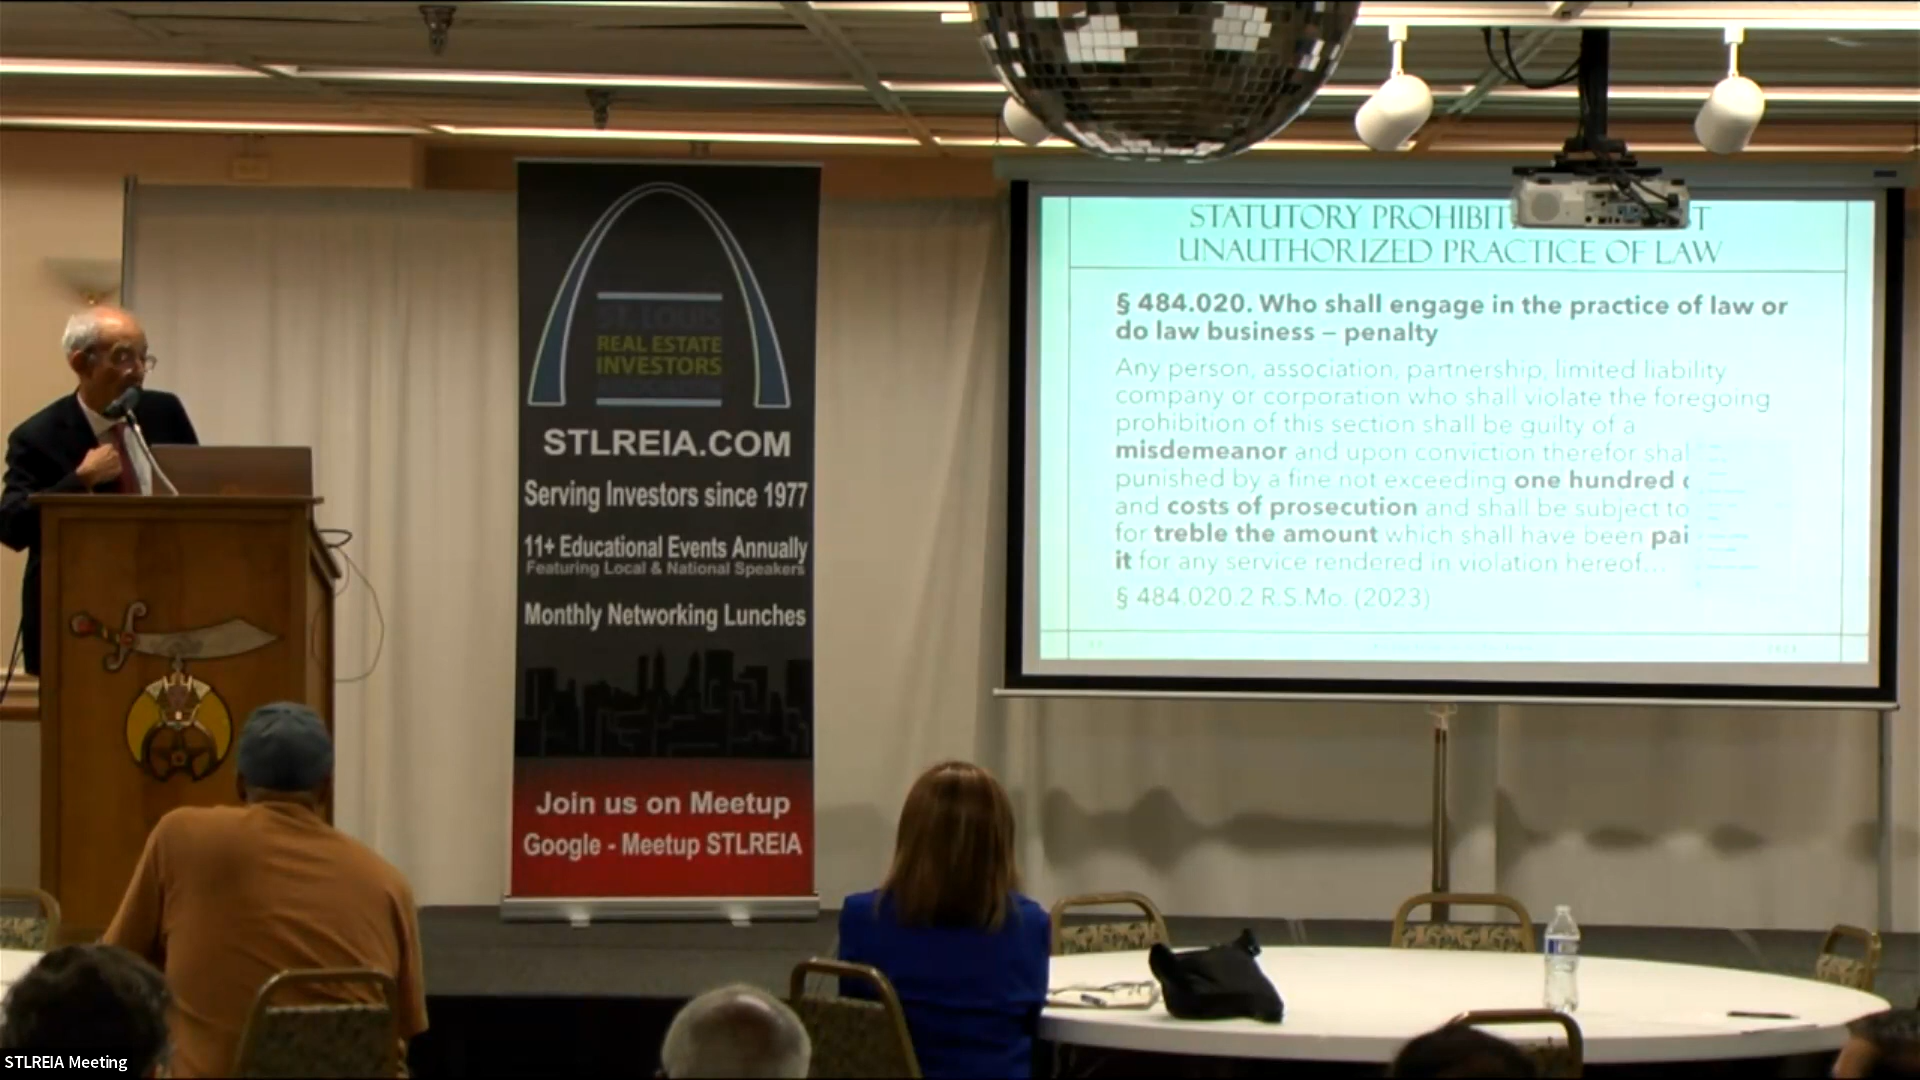 ST. LOUIS
REAL ESTATE
INVESTORS
ASSOCIATION
STLREIA.COM
Serving Investors since 1977
11+ Educational Events Annually
Featuring Local & National Speakers
Monthly Networking Lunches
Join us on Meetup
Google - Meetup STLREIA
STATUTORY PROHIBIT T
UNAUTHORIZED PRACTICE OF LAW
§ 484.020. Who shall engage in the practice of law or
do law business – penalty
Any person, association, partnership, limited liability
company or corporation who shall violate the foregoing
prohibition of this section shall be guilty of a
misdemeanor and upon conviction therefor shal
punished by a fine not exceeding one hundred
and costs of prosecution and shall be subject to
for treble the amount which shall have been pai
it for any service rendered in violation hereof...
§ 484.020.2 R.S.Mo. (2023)
STLREIA Meeting